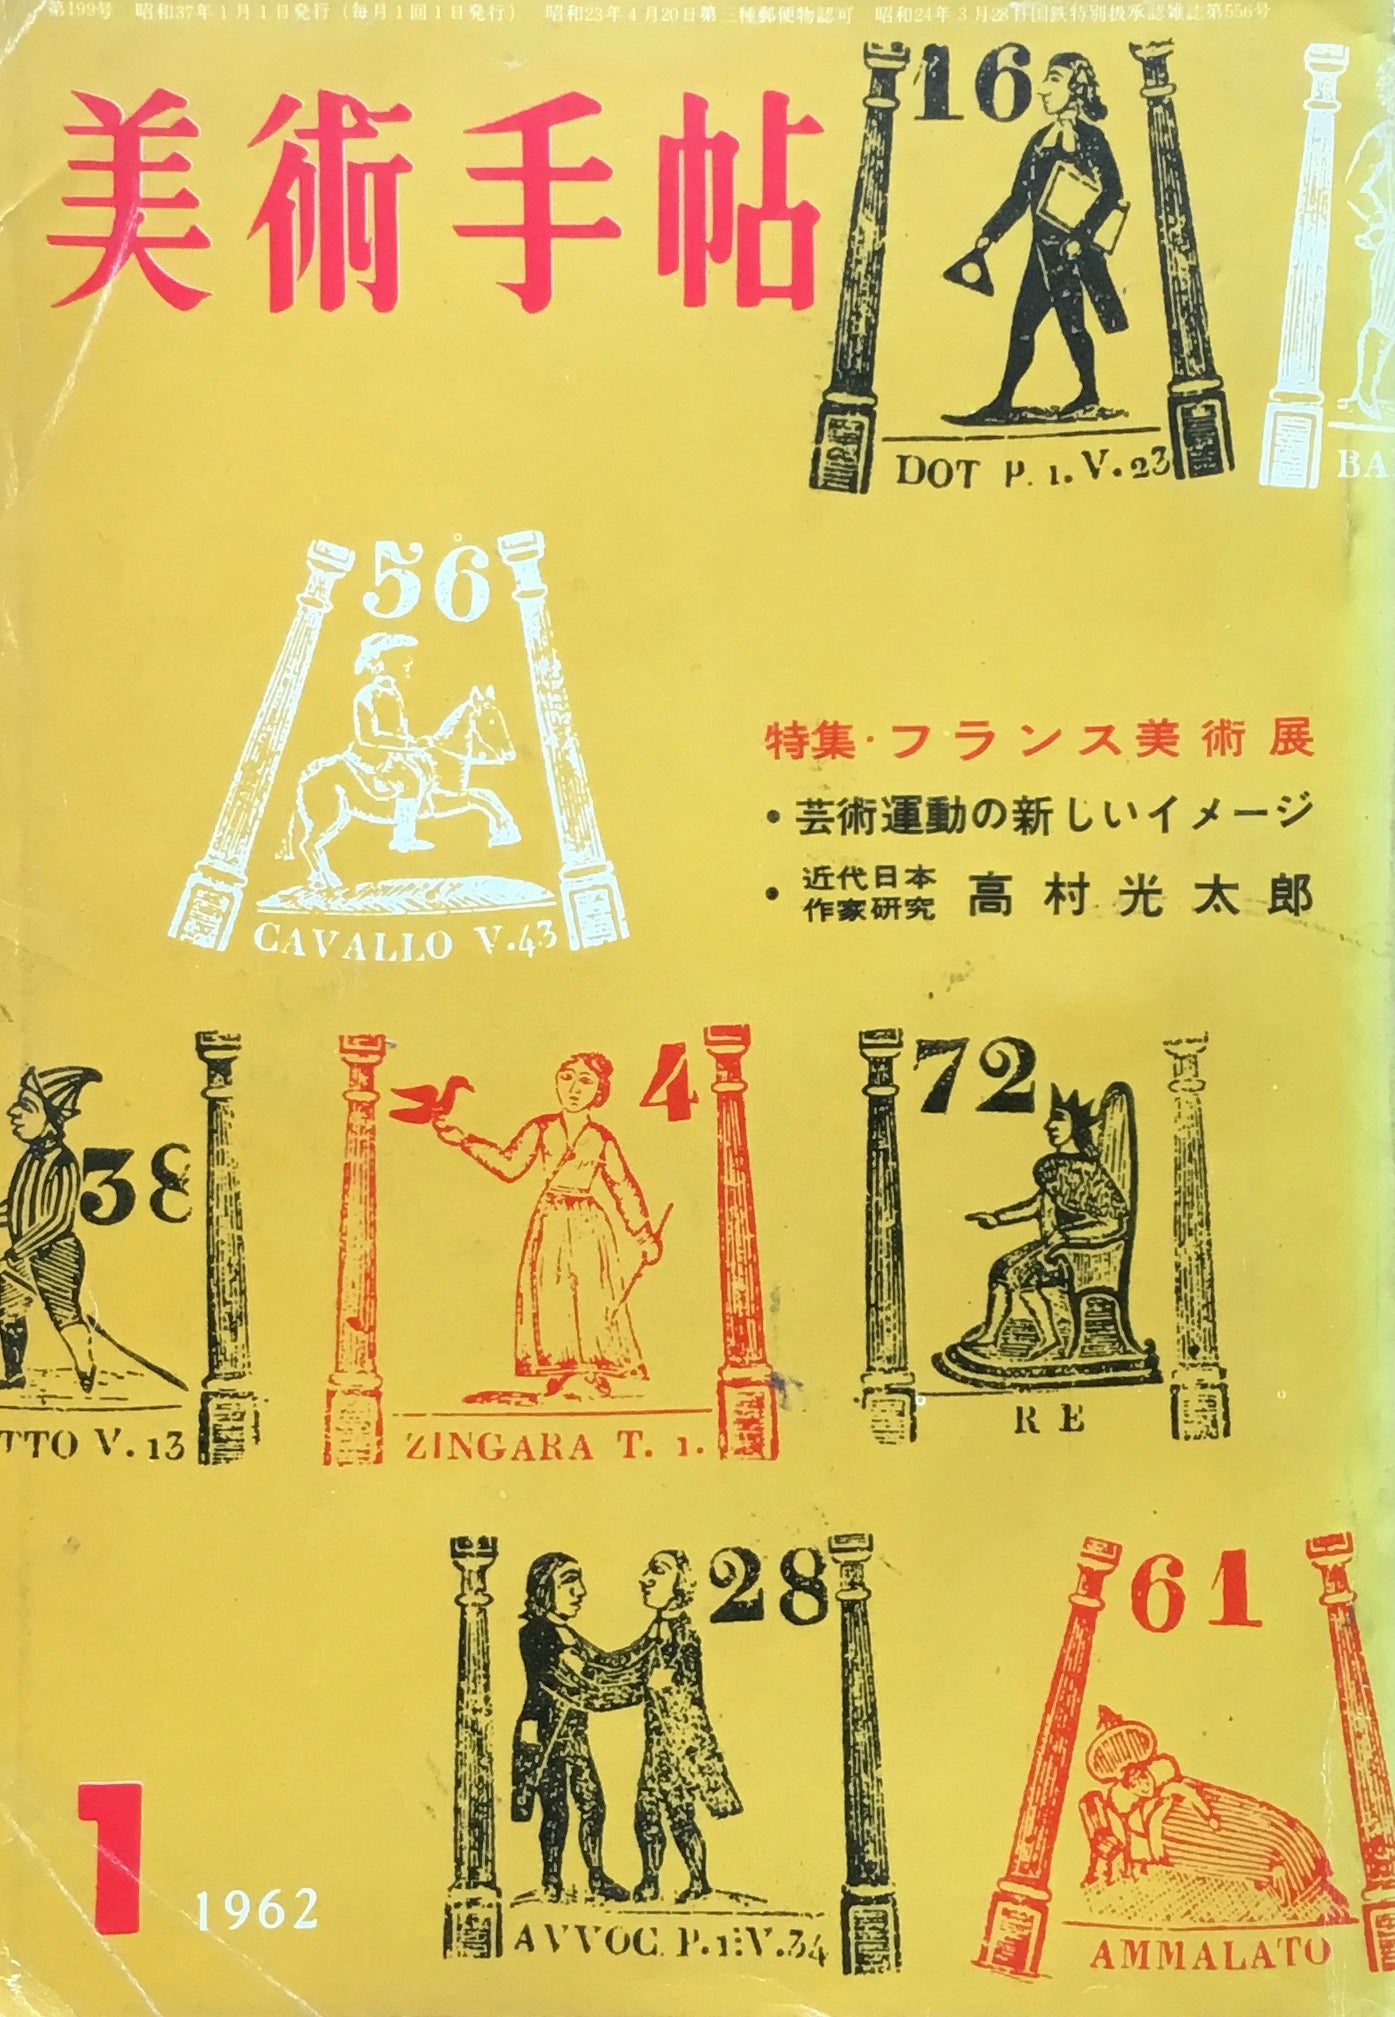 第199号 昭和37年1月1日発行（毎月1回1日発行） 昭和23年4月20日第三種郵便物認可 昭和24年3月28日国鉄特別扱承認雑誌第556号
美術手帖
16
DOT P. 1. V. 23
BA
56
CAVALLO V. 43
特集・フランス美術展
・芸術運動の新しいイメージ
・近代日本作家研究 高村光太郎
38
TTO V. 13
4
ZINGARA T. 1.
72
RE
28
AVVOC. P. 1: V. 34
61
AMMALATO
1
1962